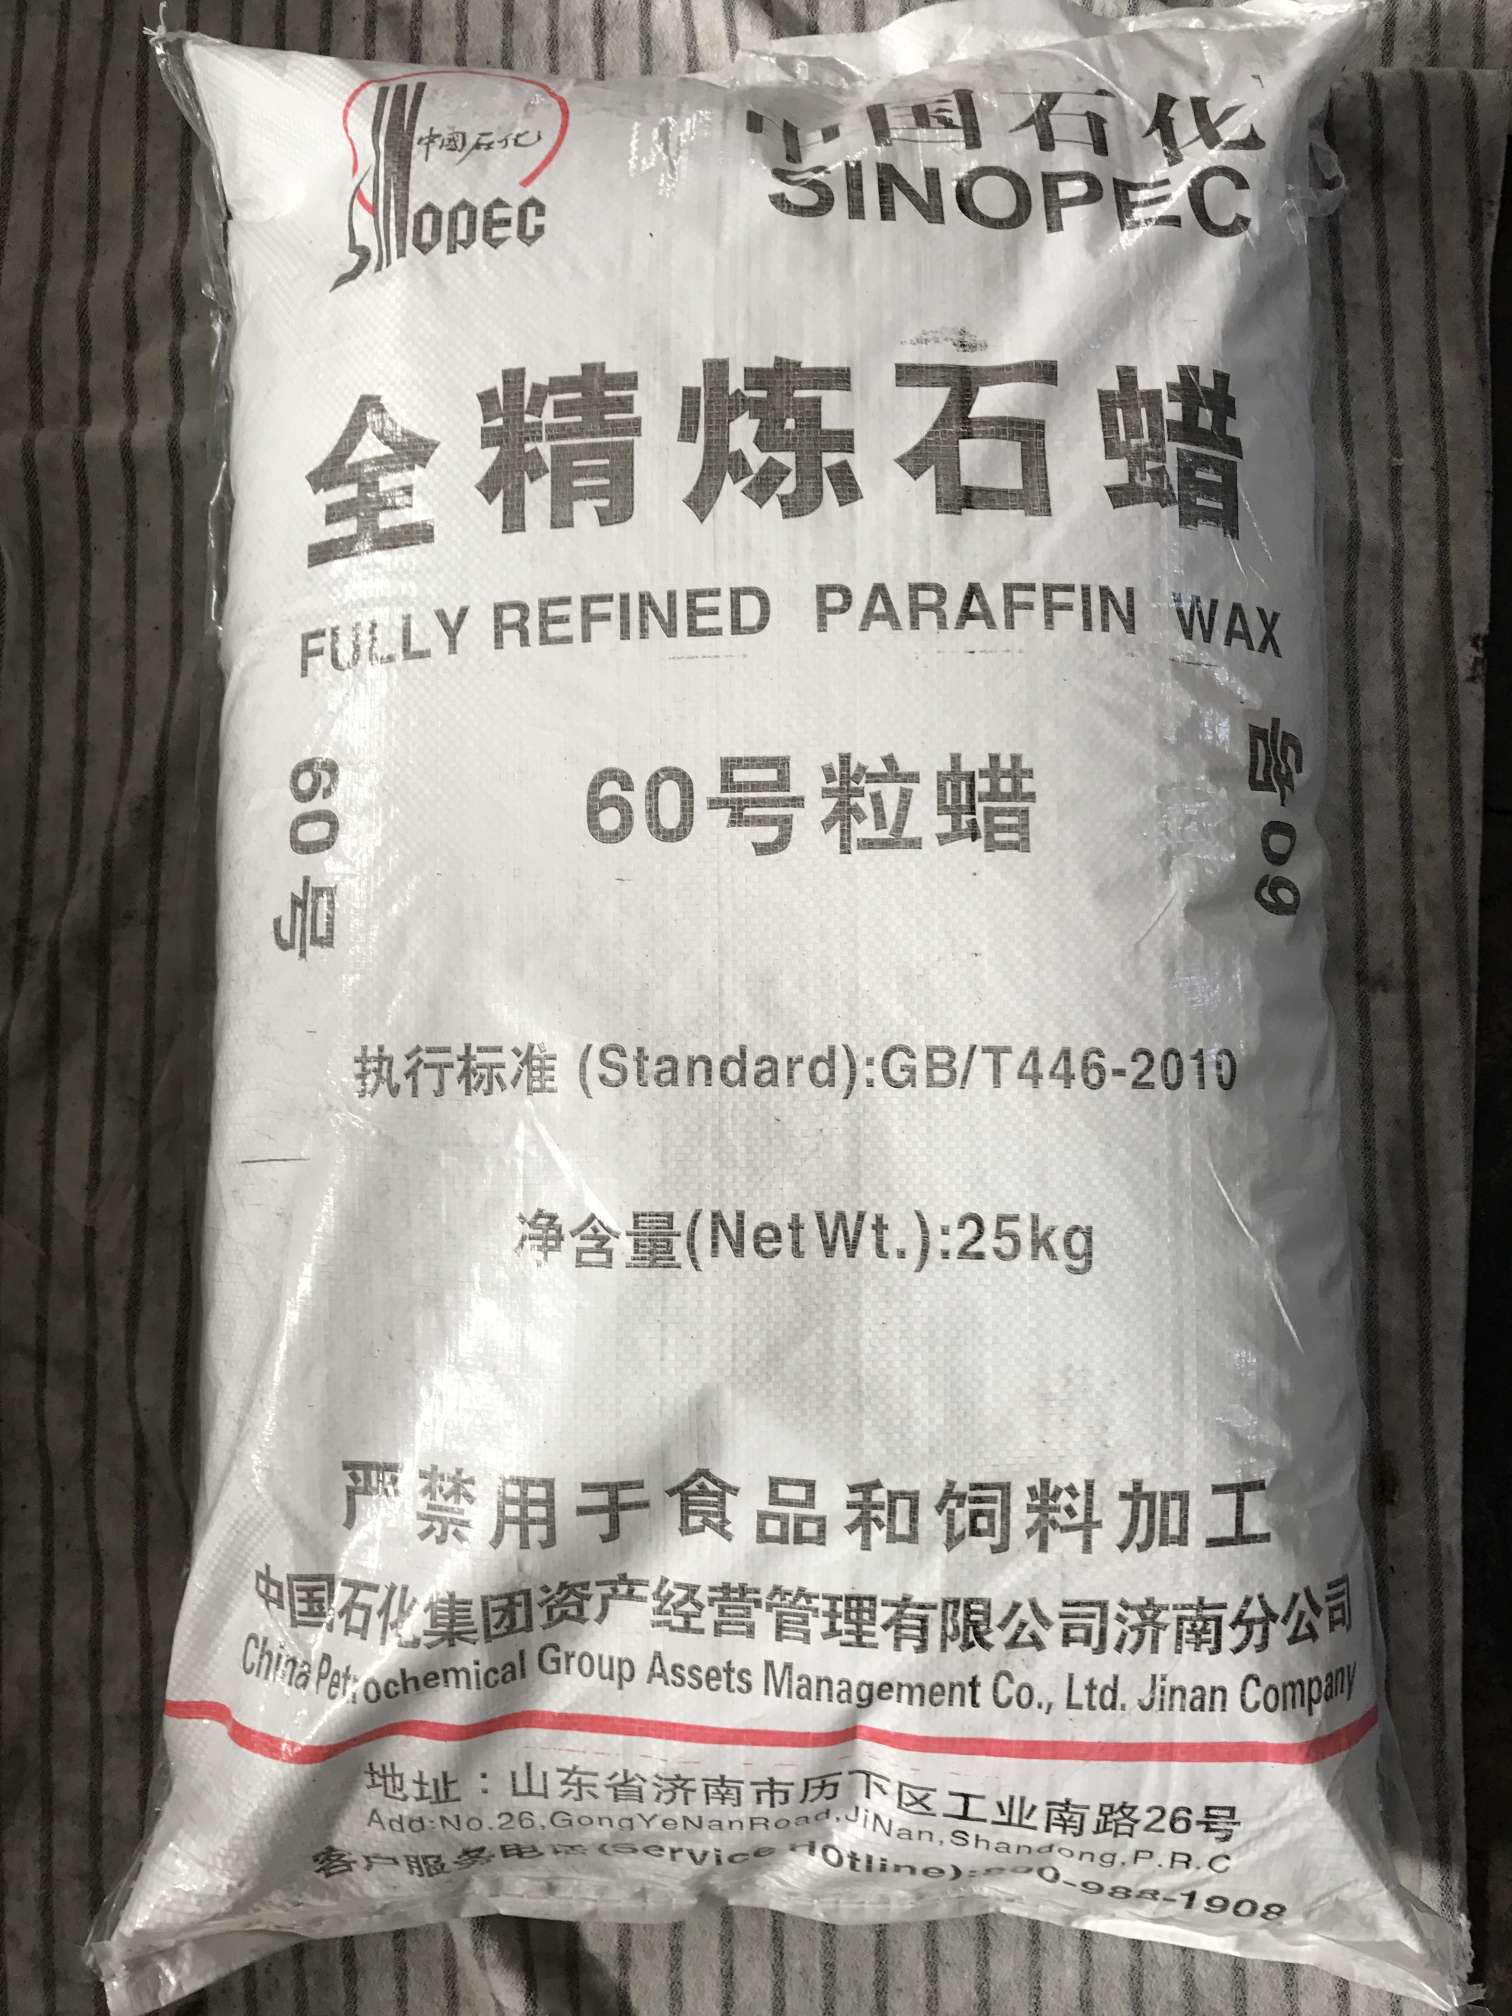 中國石化
SINOPEC
中国石化
SINOPEC
全精炼石蜡
FULLY REFINED PARAFFIN WAX
60号
60号粒蜡
60号
执行标准 (Standard):GB/T446-2010
净含量(Net Wt.):25kg
严禁用于食品和饲料加工
中国石化集团资产经营管理有限公司济南分公司
China Petrochemical Group Assets Management Co., Ltd. Jinan Company
地址：山东省济南市历下区工业南路26号
Add:No.26,GongYeNanRoad,JiNan,Shandong,P.R.C
客户服务电话(Service HOtline): -988-1908